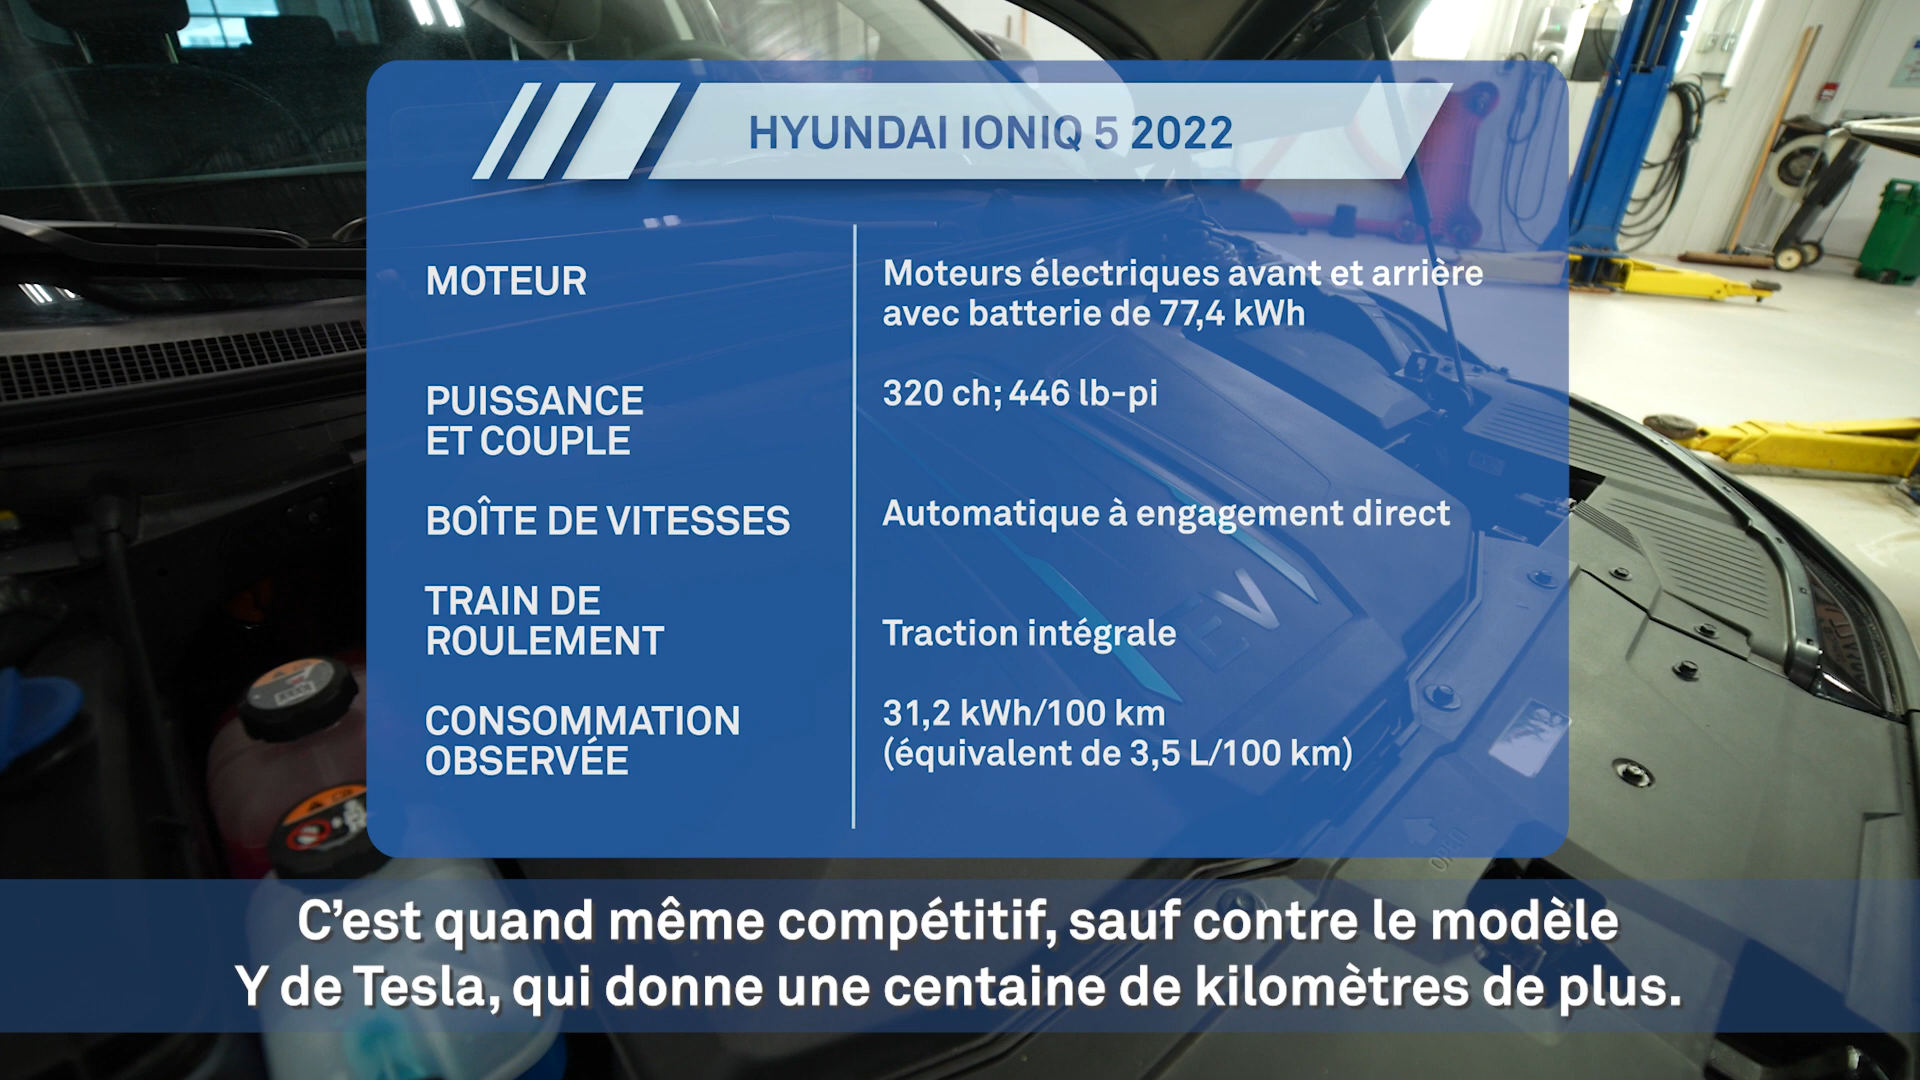 HYUNDAI IONIQ 5 2022
MOTEUR
Moteurs électriques avant et arrière
avec batterie de 77,4 kWh
PUISSANCE
ET COUPLE
320 ch; 446 lb-pi
BOÎTE DE VITESSES
Automatique à engagement direct
TRAIN DE
ROULEMENT
Traction intégrale
CONSOMMATION
OBSERVÉE
31,2 kWh/100 km
(équivalent de 3,5 L/100 km)
EV
OPEN
C’est quand même compétitif, sauf contre le modèle
Y de Tesla, qui donne une centaine de kilomètres de plus.